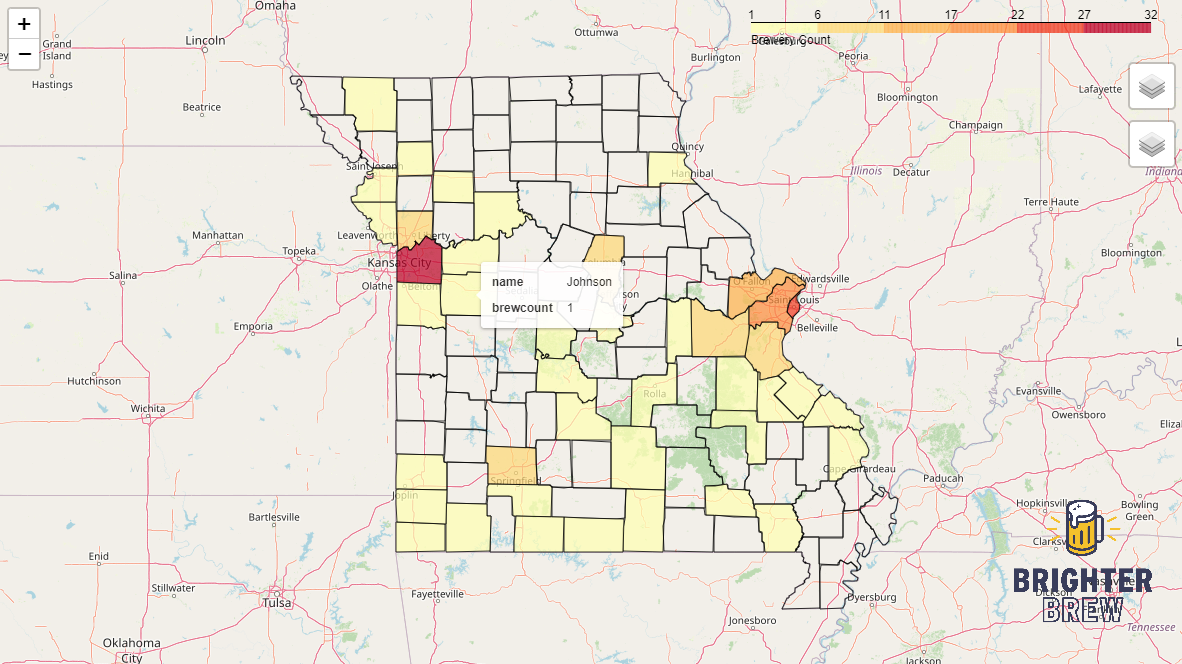 +
−
Omaha
1 6 11 17 22 27 32
Brewery Count
Ottumwa
Lincoln
Grand
Island
Burlington
Peoria
Hastings
Lafayette
Bloomington
Beatrice
Champaign
Quincy
Saint Joseph
Hannibal
Illinois
Decatur
Indiana
Terre Haute
Manhattan
Leavenworth
Liberty
Topeka
Bloomington
Kansas City
Salina
Edwardsville
O'Fallon
name Johnson
Olathe
Belton
Saint Louis
brewcount 1
Emporia
Belleville
Hutchinson
Evansville
Rolla
Wichita
Owensboro
Cape Girardeau
Springfield
Paducah
Joplin
Hopkinsville
Bowling
Green
Bartlesville
Enid
BRIGHTER
BREW
Stillwater
Fayetteville
Dickson
Tulsa
Dyersburg
Jonesboro
Tennessee
Oklahoma
City
Jackson